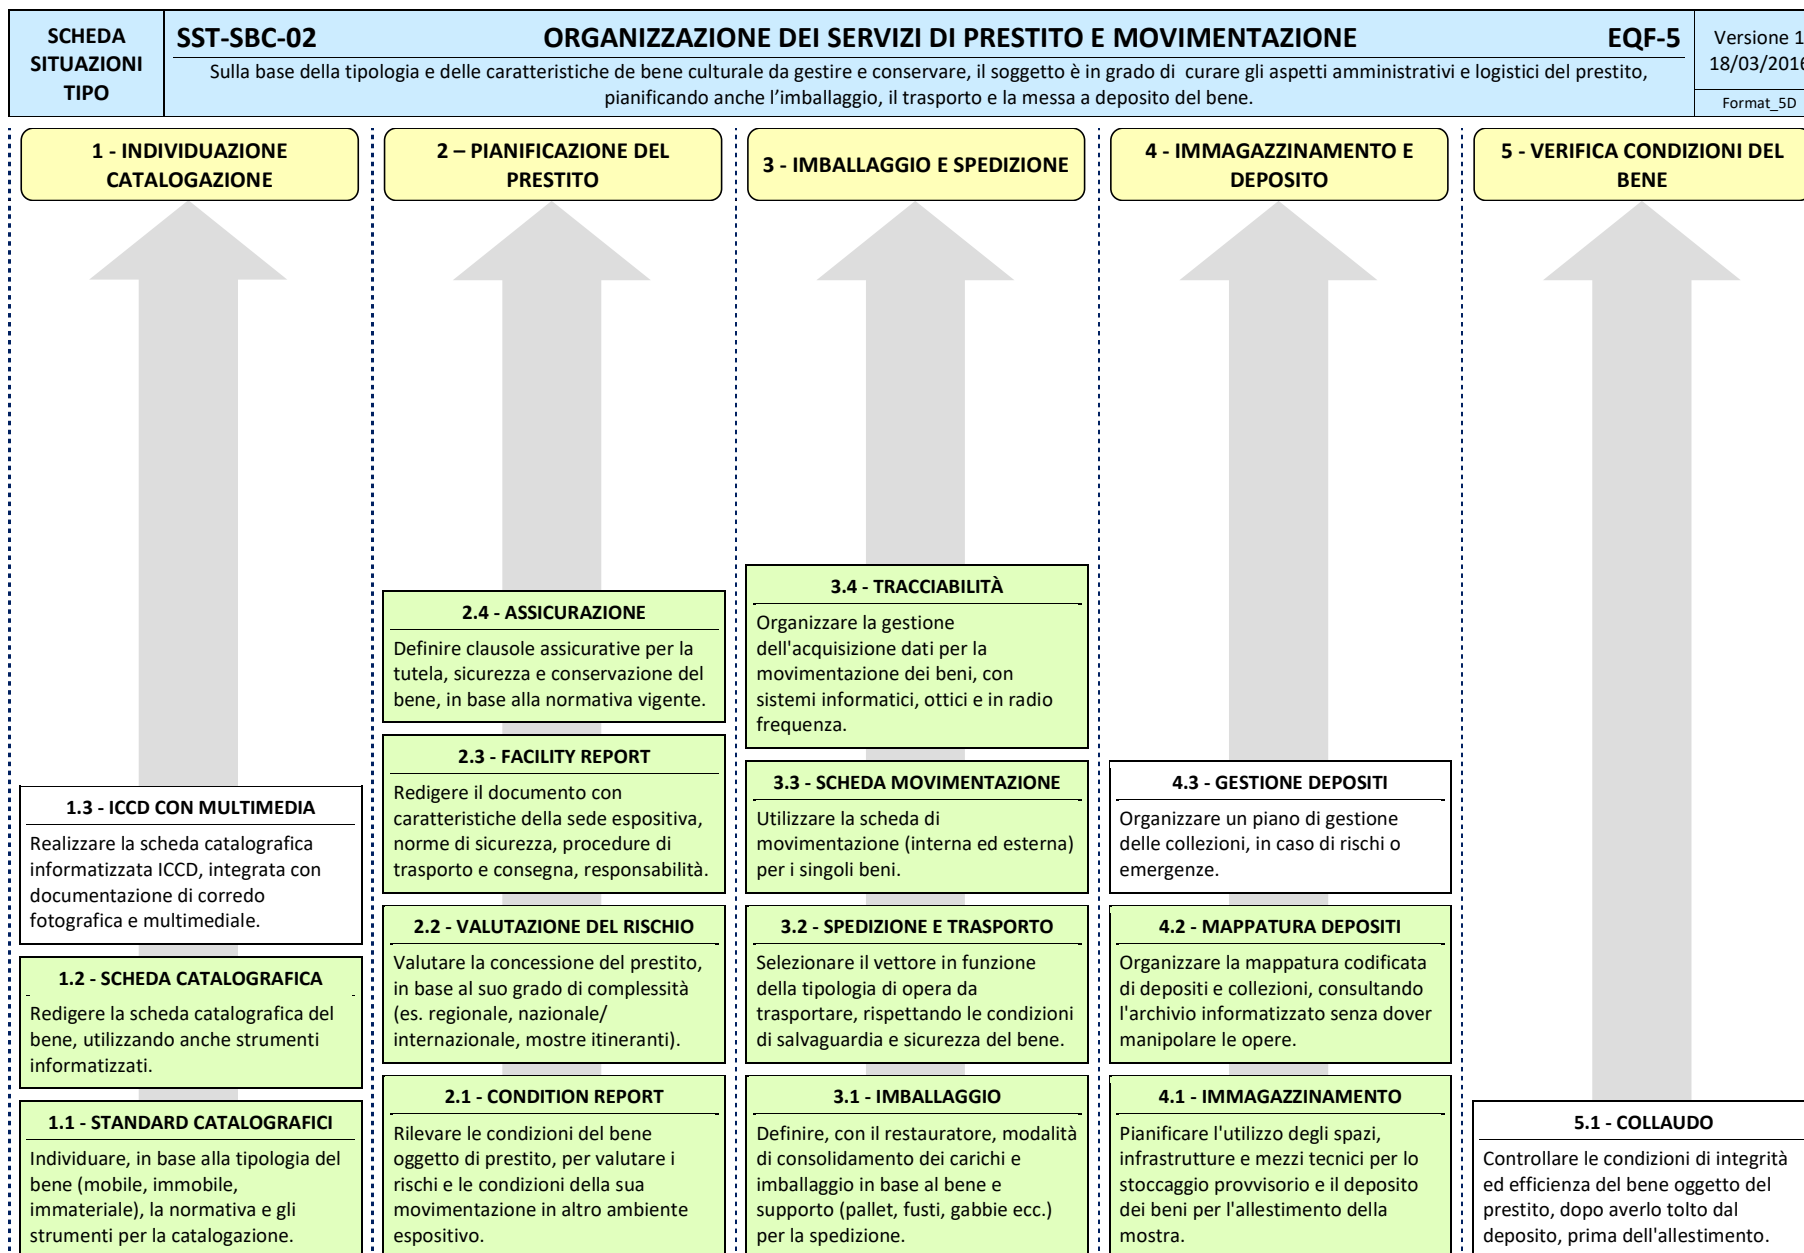 SCHEDA
SITUAZIONI
TIPO
SST-SBC-02 ORGANIZZAZIONE DEI SERVIZI DI PRESTITO E MOVIMENTAZIONE EQF-5
Sulla base della tipologia e delle caratteristiche de bene culturale da gestire e conservare, il soggetto è in grado di curare gli aspetti amministrativi e logistici del prestito,
pianificando anche l'imballaggio, il trasporto e la messa a deposito del bene.
Versione 1
18/03/2016
Format_5D
1 - INDIVIDUAZIONE
CATALOGAZIONE
2 – PIANIFICAZIONE DEL
PRESTITO
3 - IMBALLAGGIO E SPEDIZIONE
4 - IMMAGAZZINAMENTO E
DEPOSITO
5 - VERIFICA CONDIZIONI DEL
BENE
1.3 - ICCD CON MULTIMEDIA
Realizzare la scheda catalografica
informatizzata ICCD, integrata con
documentazione di corredo
fotografica e multimediale.
1.2 - SCHEDA CATALOGRAFICA
Redigere la scheda catalografica del
bene, utilizzando anche strumenti
informatizzati.
1.1 - STANDARD CATALOGRAFICI
Individuare, in base alla tipologia del
bene (mobile, immobile,
immateriale), la normativa e gli
strumenti per la catalogazione.
2.4 - ASSICURAZIONE
Definire clausole assicurative per la
tutela, sicurezza e conservazione del
bene, in base alla normativa vigente.
2.3 - FACILITY REPORT
Redigere il documento con
caratteristiche della sede espositiva,
norme di sicurezza, procedure di
trasporto e consegna, responsabilità.
2.2 - VALUTAZIONE DEL RISCHIO
Valutare la concessione del prestito,
in base al suo grado di complessità
(es. regionale, nazionale/
internazionale, mostre itineranti).
2.1 - CONDITION REPORT
Rilevare le condizioni del bene
oggetto di prestito, per valutare i
rischi e le condizioni della sua
movimentazione in altro ambiente
espositivo.
3.4 - TRACCIABILITÀ
Organizzare la gestione
dell'acquisizione dati per la
movimentazione dei beni, con
sistemi informatici, ottici e in radio
frequenza.
3.3 - SCHEDA MOVIMENTAZIONE
Utilizzare la scheda di
movimentazione (interna ed esterna)
per i singoli beni.
3.2 - SPEDIZIONE E TRASPORTO
Selezionare il vettore in funzione
della tipologia di opera da
trasportare, rispettando le condizioni
di salvaguardia e sicurezza del bene.
3.1 - IMBALLAGGIO
Definire, con il restauratore, modalità
di consolidamento dei carichi e
imballaggio in base al bene e
supporto (pallet, fusti, gabbie ecc.)
per la spedizione.
4.3 - GESTIONE DEPOSITI
Organizzare un piano di gestione
delle collezioni, in caso di rischi o
emergenze.
4.2 - MAPPATURA DEPOSITI
Organizzare la mappatura codificata
di depositi e collezioni, consultando
l'archivio informatizzato senza dover
manipolare le opere.
4.1 - IMMAGAZZINAMENTO
Pianificare l'utilizzo degli spazi,
infrastrutture e mezzi tecnici per lo
stoccaggio provvisorio e il deposito
dei beni per l'allestimento della
mostra.
5.1 - COLLAUDO
Controllare le condizioni di integrità
ed efficienza del bene oggetto del
prestito, dopo averlo tolto dal
deposito, prima dell'allestimento.